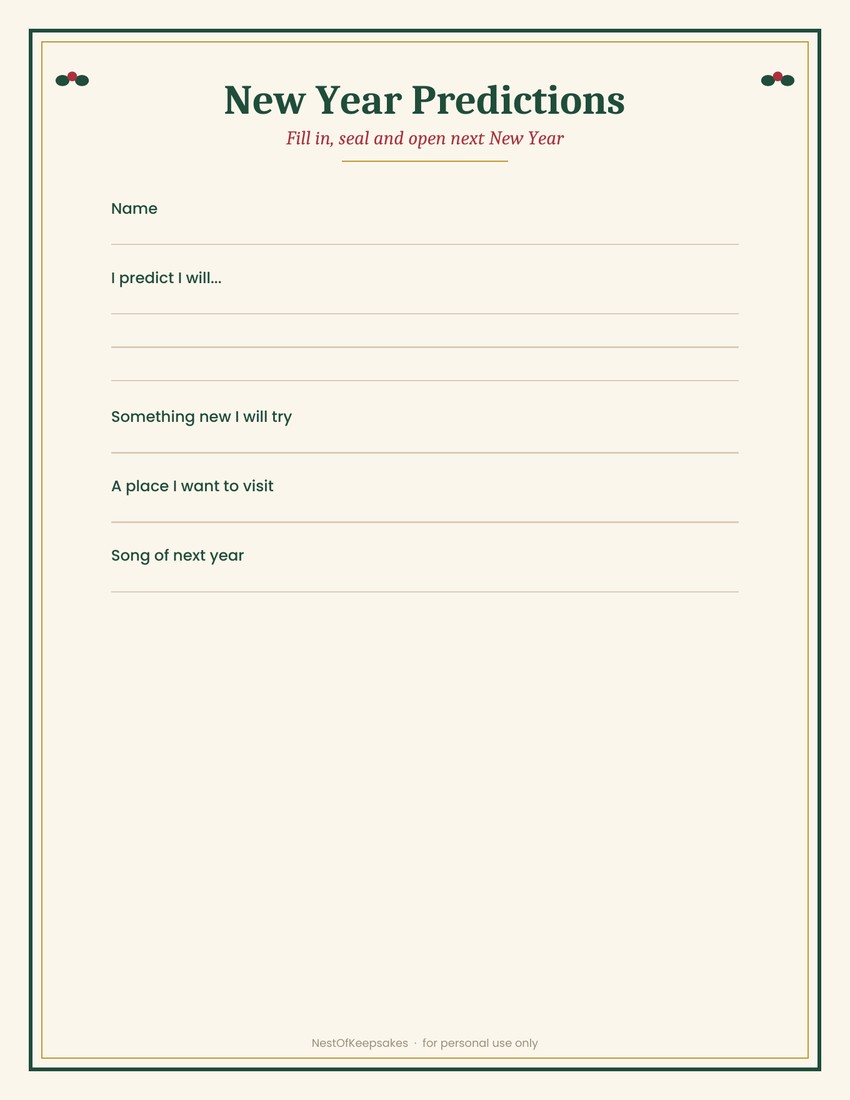 New Year Predictions
Fill in, seal and open next New Year
Name
I predict I will...
Something new I will try
A place I want to visit
Song of next year
NestOfKeepsakes · for personal use only